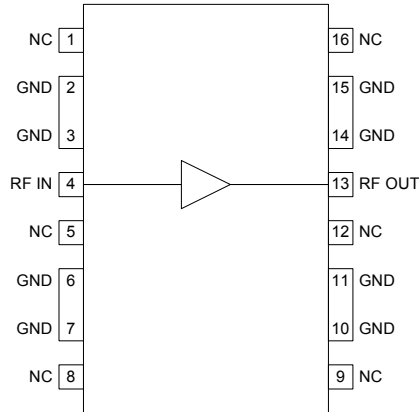 NC 1
GND 2
GND 3
RF IN 4
NC 5
GND 6
GND 7
NC 8
16 NC
15 GND
14 GND
13 RF OUT
12 NC
11 GND
10 GND
9 NC